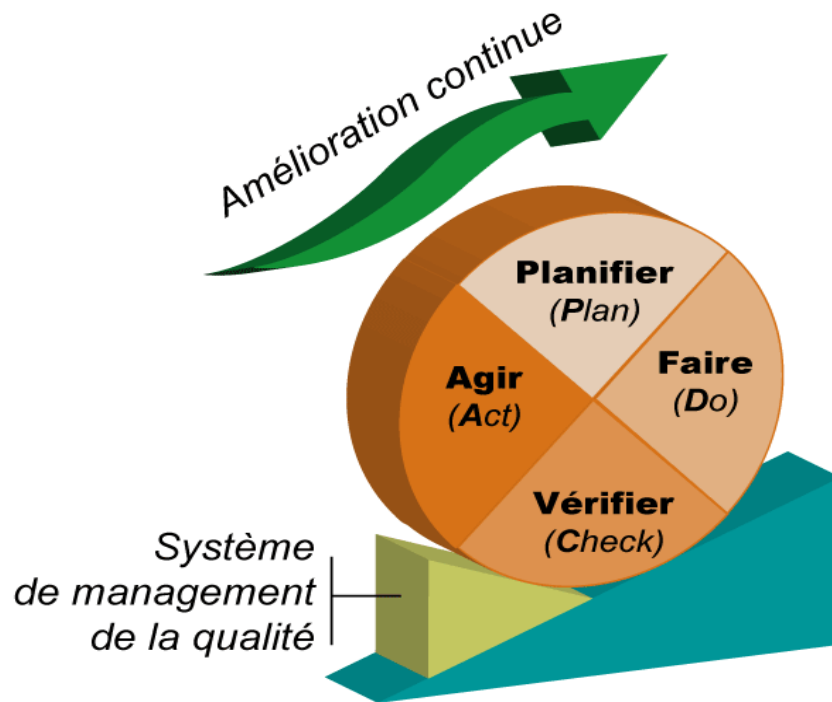 Amélioration continue
Planifier
(Plan)
Faire
(Do)
Agir
(Act)
Vérifier
(Check)
Système
de management
de la qualité